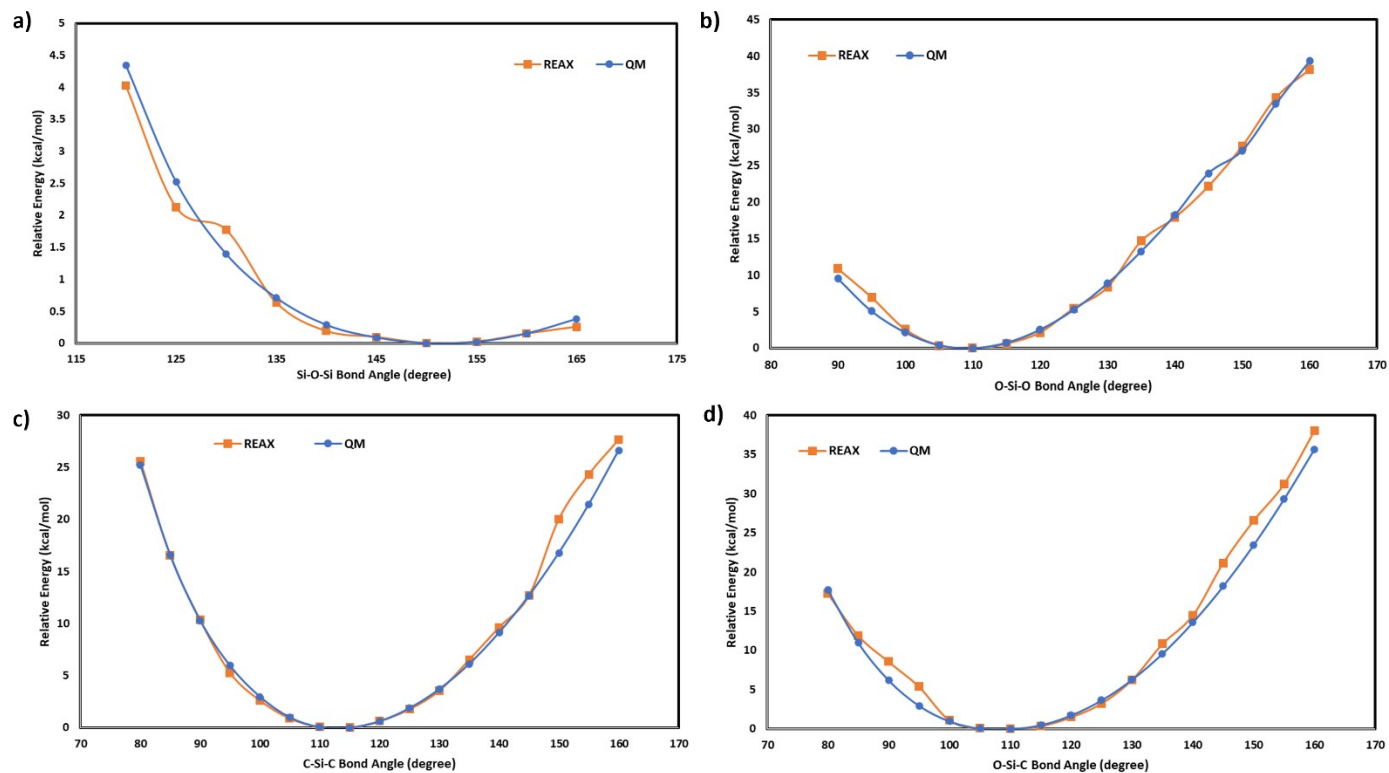 a)
5
4.5
4
3.5
3
2.5
2
1.5
1
0.5
0
Relative Energy (kcal/mol)
REAX QM
115 125 135 145 155 165 175
Si-O-Si Bond Angle (degree)
b)
45
40
35
30
25
20
15
10
5
0
Relative Energy (kcal/mol)
REAX QM
80 90 100 110 120 130 140 150 160 170
O-Si-O Bond Angle (degree)
c)
30
25
20
15
10
5
0
Relative Energy (kcal/mol)
REAX QM
70 80 90 100 110 120 130 140 150 160 170
C-Si-C Bond Angle (degree)
d)
40
35
30
25
20
15
10
5
0
Relative Energy (kcal/mol)
REAX QM
70 80 90 100 110 120 130 140 150 160 170
O-Si-C Bond Angle (degree)